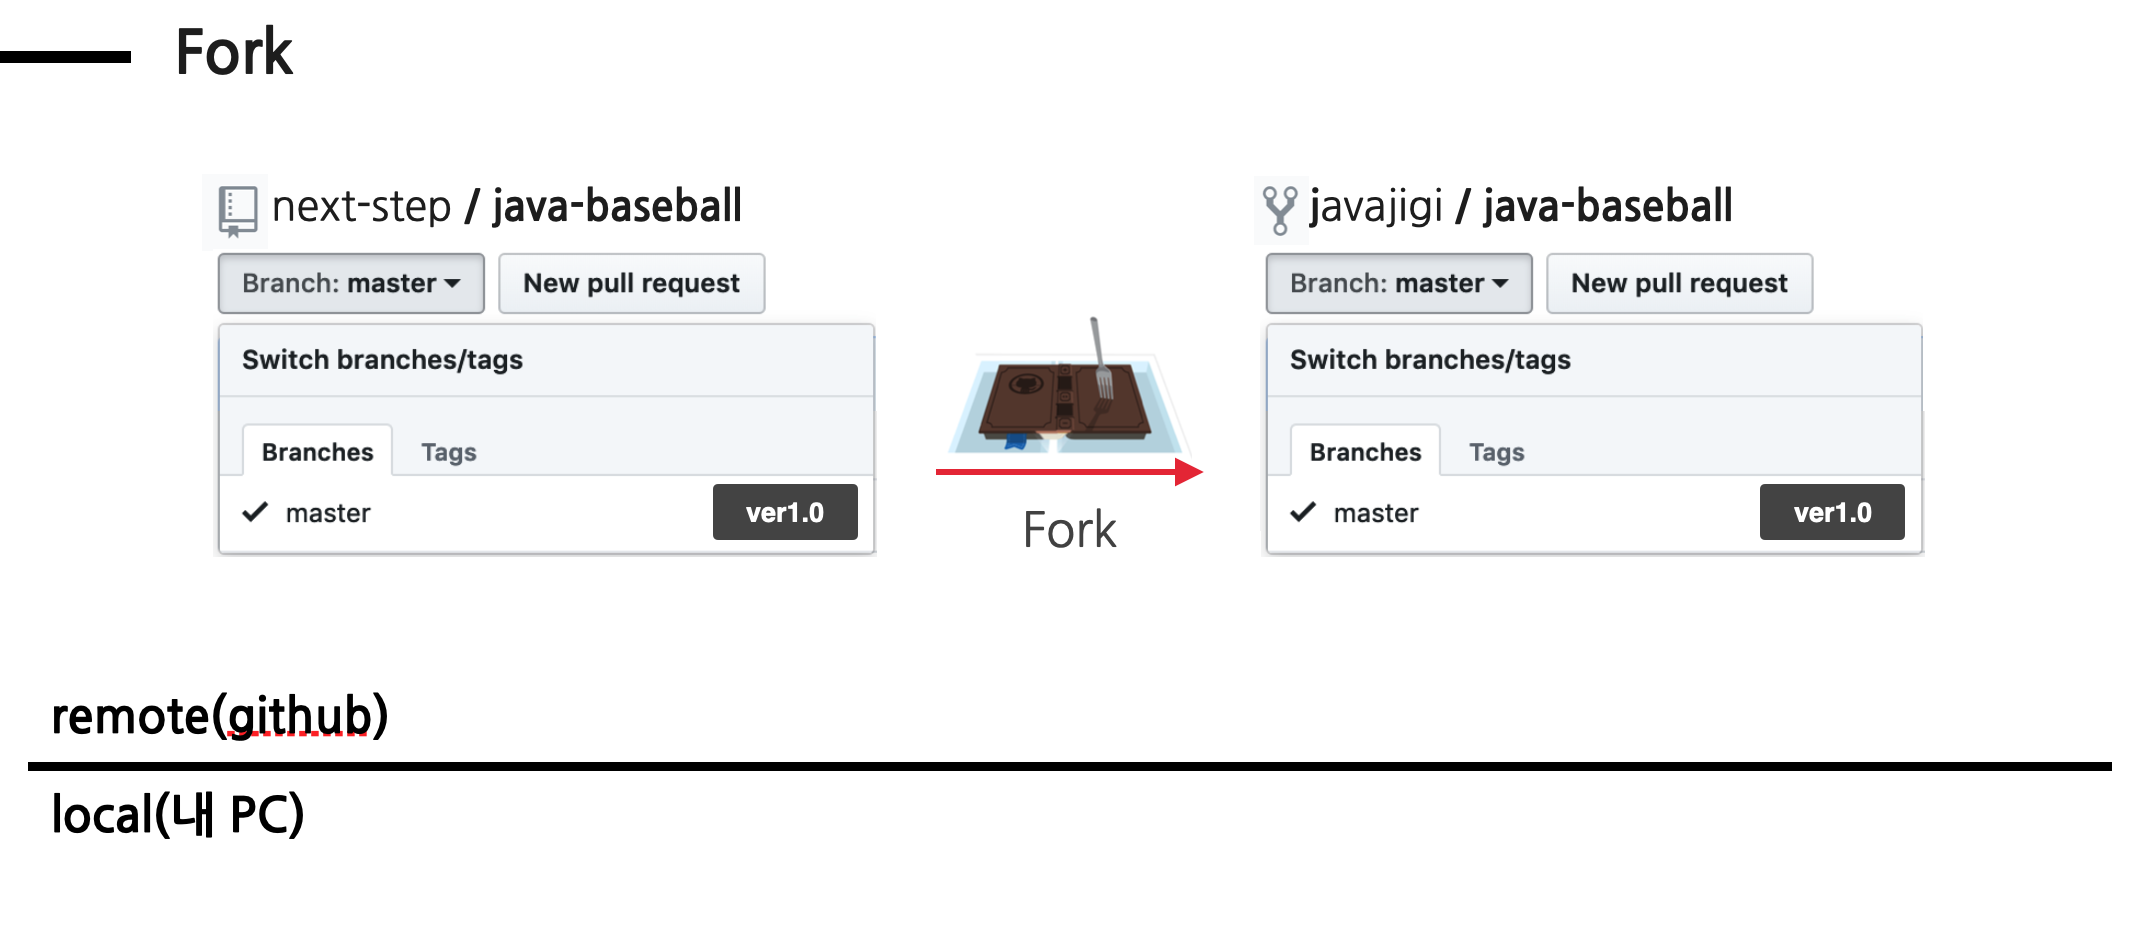 Fork
next-step / java-baseball
Branch: master
New pull request
Switch branches/tags
Branches
Tags
master
ver1.0
Fork
javajigi / java-baseball
Branch: master
New pull request
Switch branches/tags
Branches
Tags
master
ver1.0
remote(github)
local(내 PC)